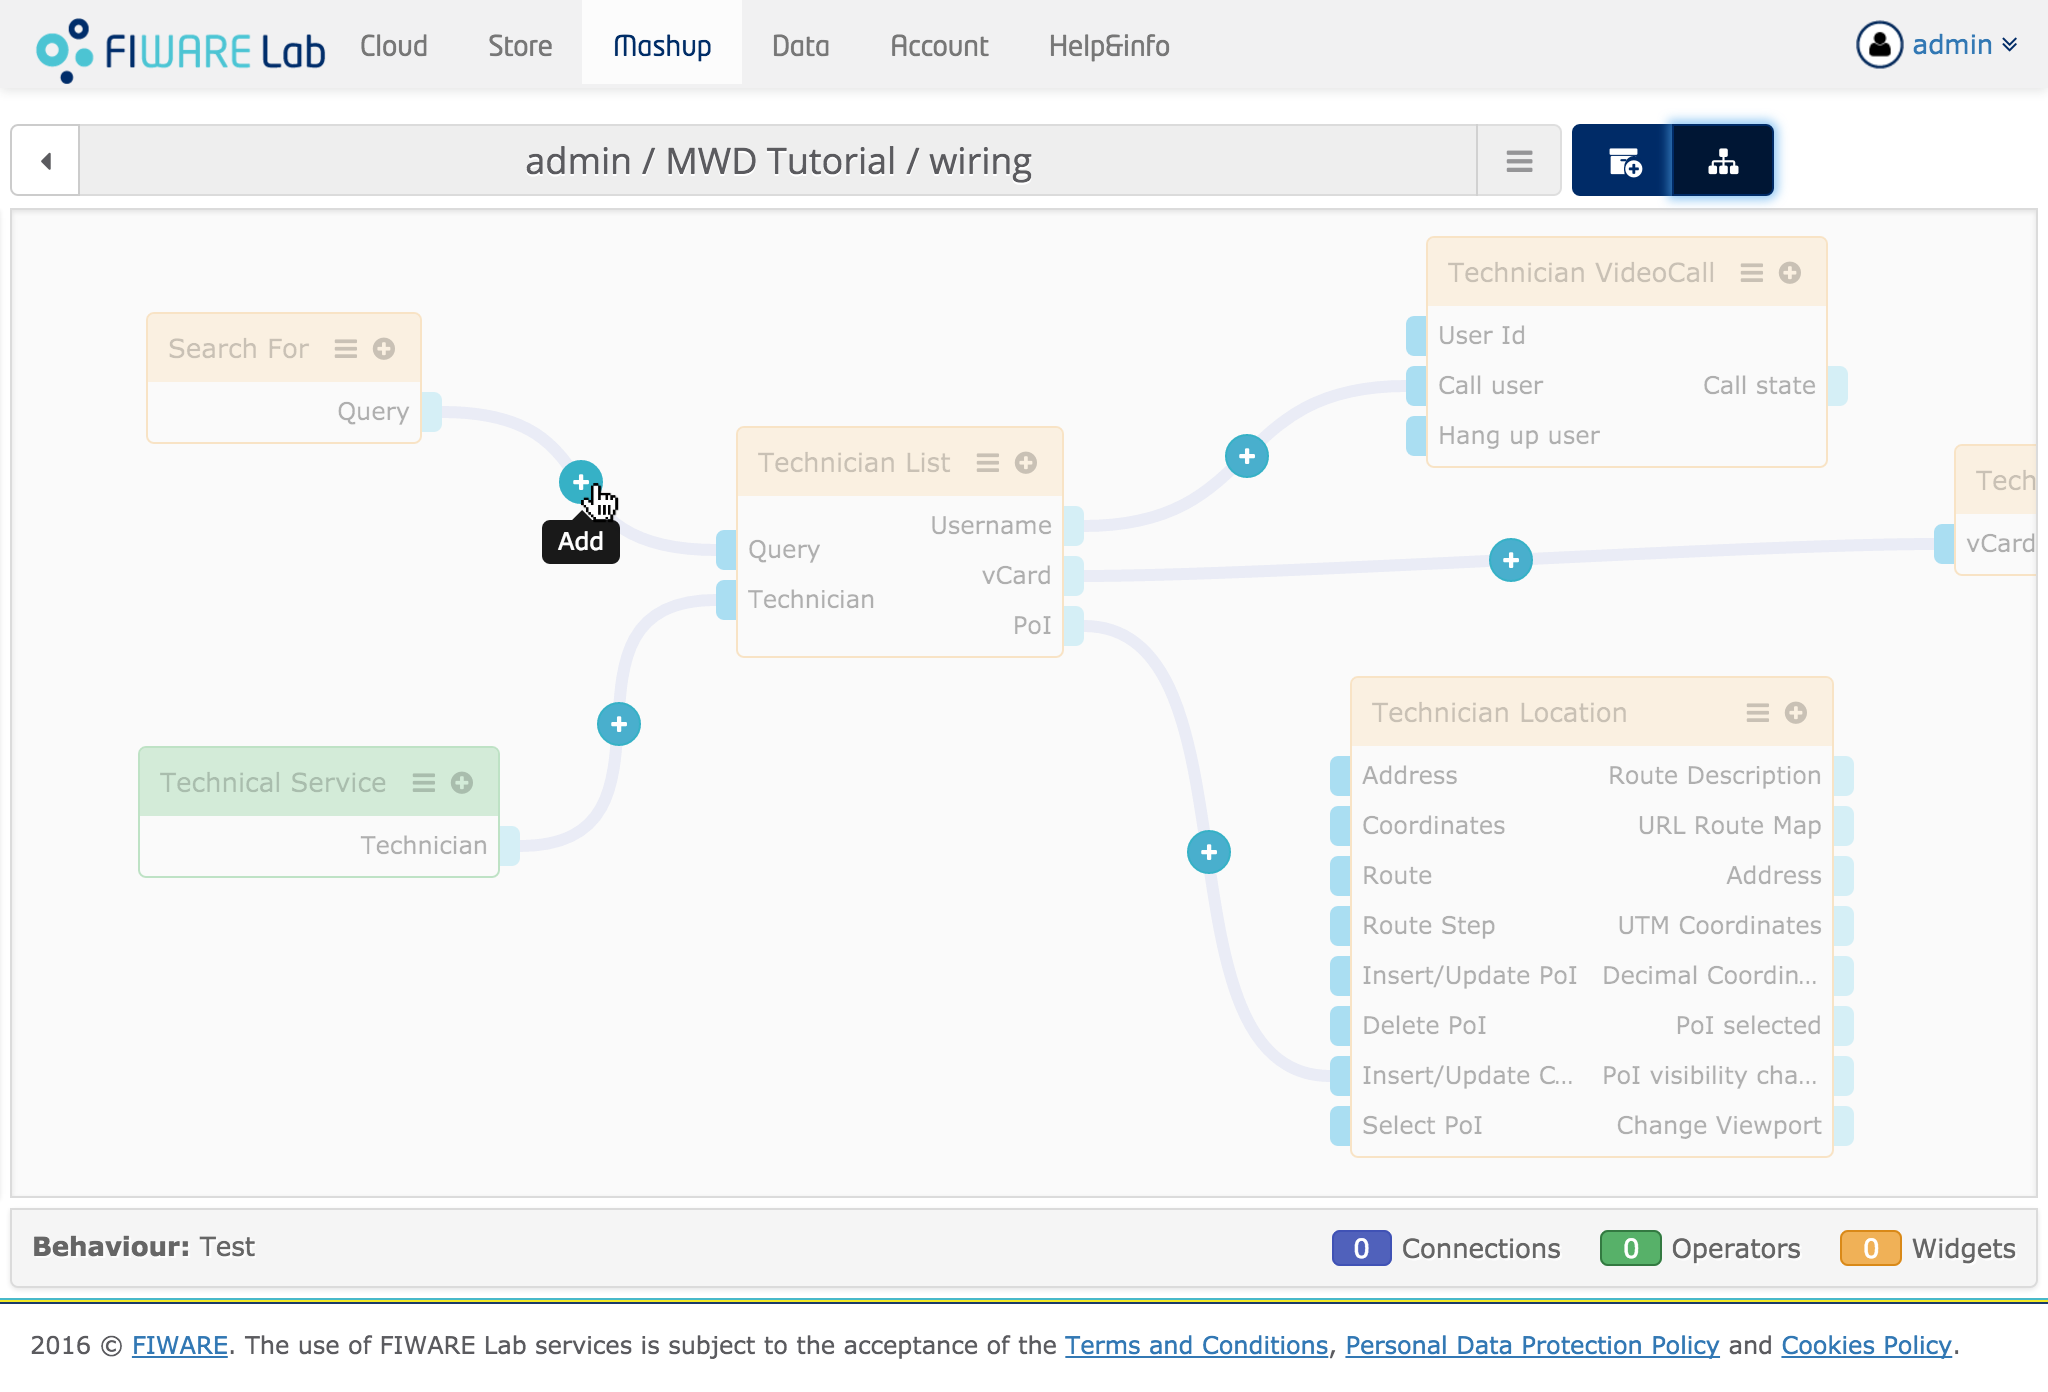 FIWARE Lab Cloud Store Mashup Data Account Help&info admin
admin / MWD Tutorial / wiring
Technician VideoCall
User Id
Call user Call state
Hang up user
Search For
Query
Add
Technician List
Username
Query
vCard
Technician
PoI
Tech
vCard
Technical Service
Technician
Technician Location
Address Route Description
Coordinates URL Route Map
Route Address
Route Step UTM Coordinates
Insert/Update PoI Decimal Coordin...
Delete PoI PoI selected
Insert/Update C... PoI visibility cha...
Select PoI Change Viewport
Behaviour: Test 0 Connections 0 Operators 0 Widgets
2016 © FIWARE. The use of FIWARE Lab services is subject to the acceptance of the Terms and Conditions, Personal Data Protection Policy and Cookies Policy.